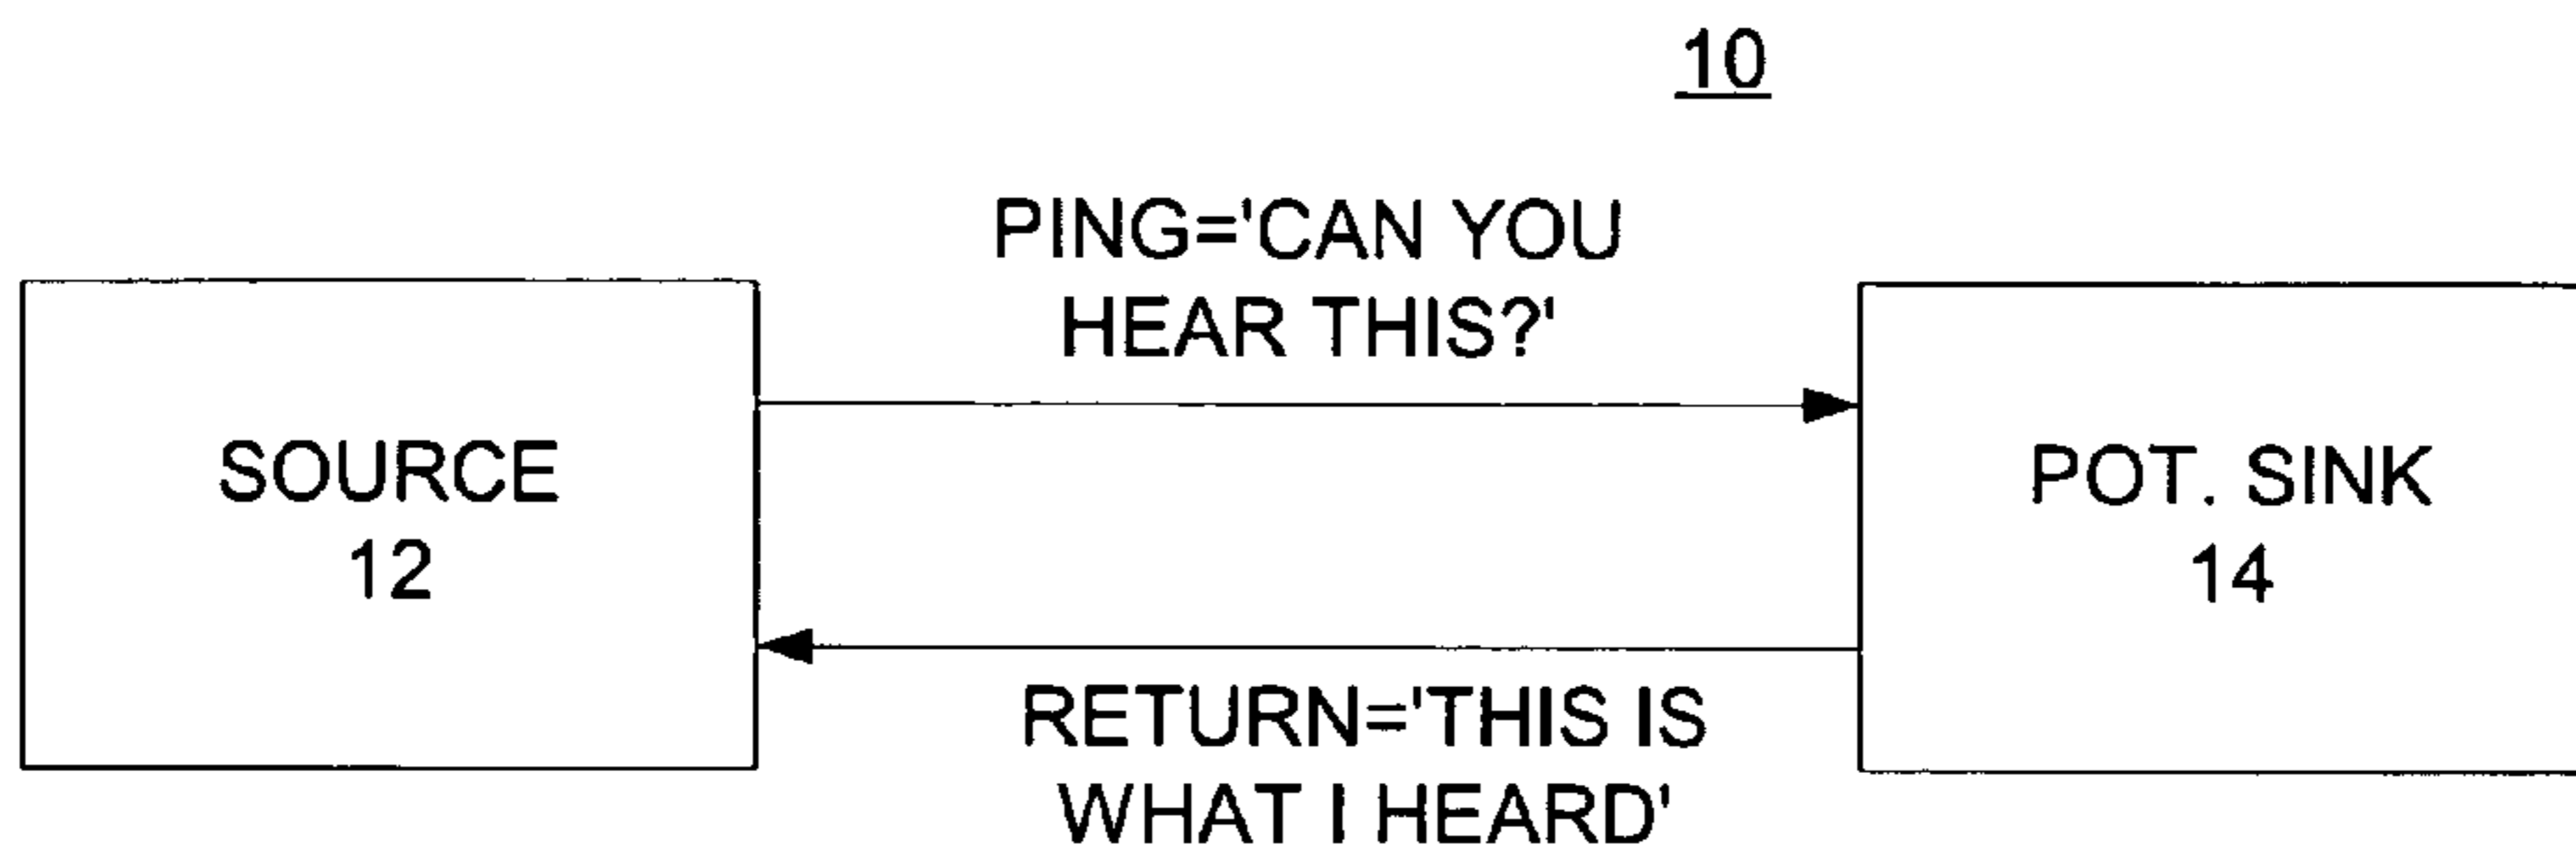 10
PING='CAN YOU
HEAR THIS?'
SOURCE
12
POT. SINK
14
RETURN='THIS IS
WHAT I HEARD'